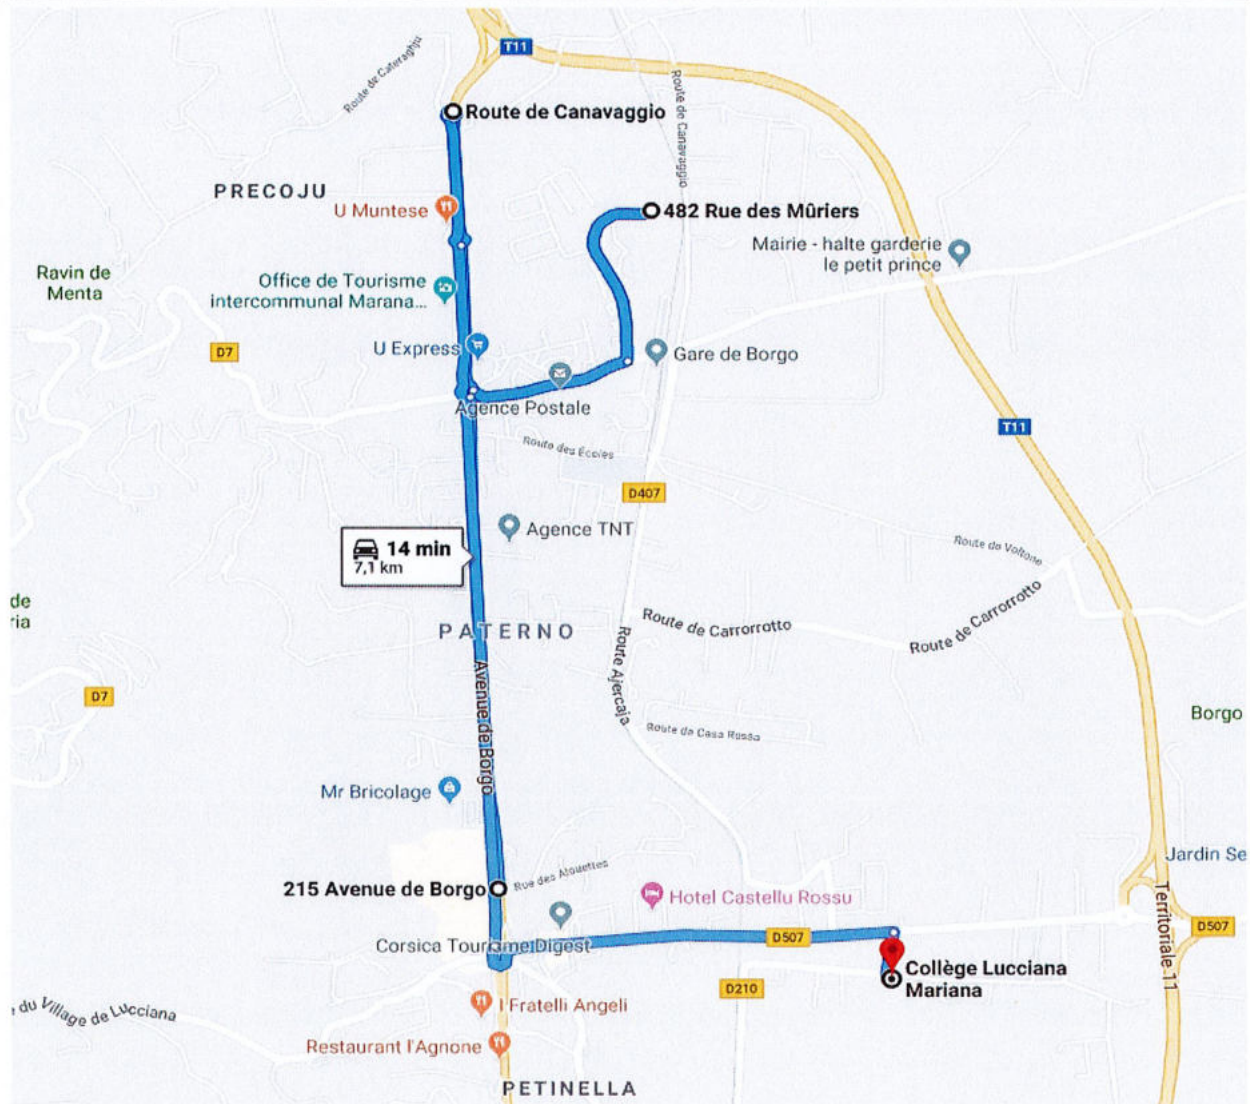 T11
Route de Cateraghju
Route de Canavaggio
Route de Canavaggio
PRECOJU
U Muntese
482 Rue des Mûriers
Mairie - halte garderie
le petit prince
Ravin de
Menta
Office de Tourisme
intercommunal Marana...
D7
U Express
Gare de Borgo
Agence Postale
T11
Route des Écoles
D407
Agence TNT
14 min
7,1 km
Route de Voltone
de
ria
PATERNO
Route de Carrorrotto
Route de Carrorrotto
Avenue de Borgo
Route Ajercaja
D7
Borgo
Route de Casa Rossa
Mr Bricolage
Jardin Se
215 Avenue de Borgo
Rue des Alouettes
Hotel Castellu Rossu
Territoriale 11
Corsica Tourisme Digest
D507
D507
Collège Lucciana
Mariana
D210
du Village de Lucciana
I Fratelli Angeli
Restaurant l'Agnone
PETINELLA